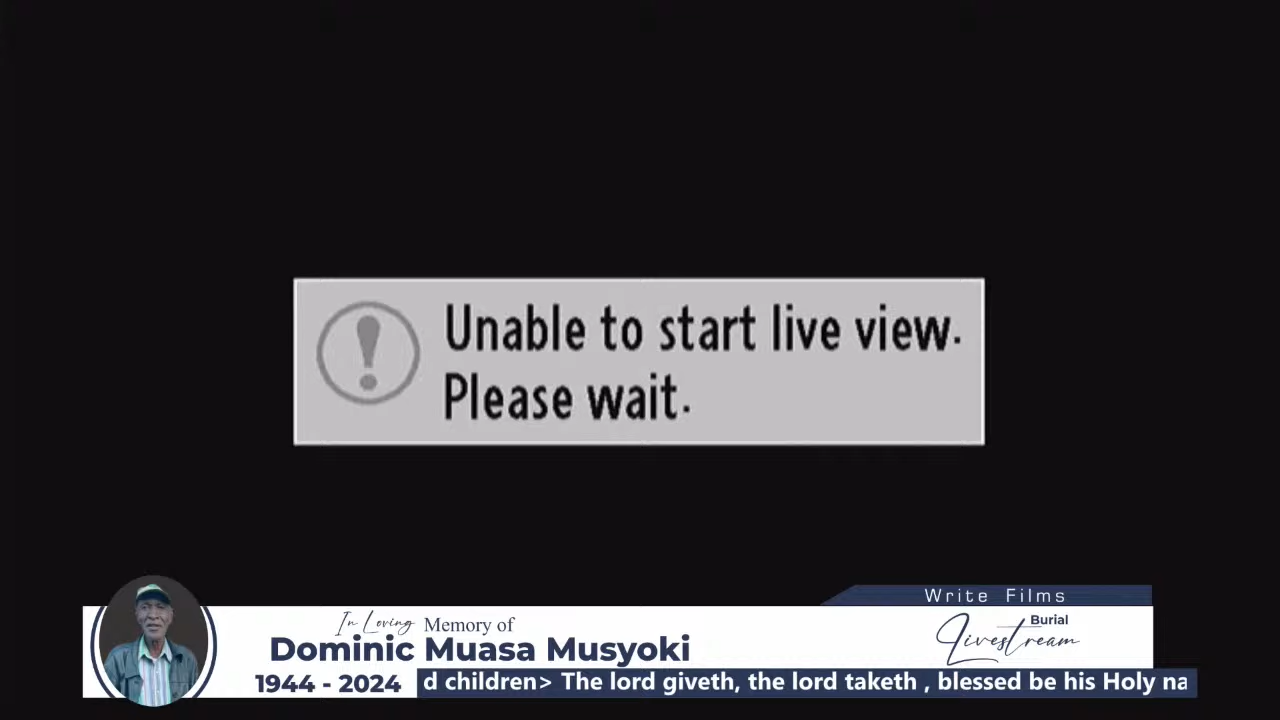 Unable to start live view.
Please wait.
Write Films
In Loving Memory of
Burial
Livestream
Dominic Muasa Musyoki
1944 - 2024
d children> The lord giveth, the lord taketh , blessed be his Holy na